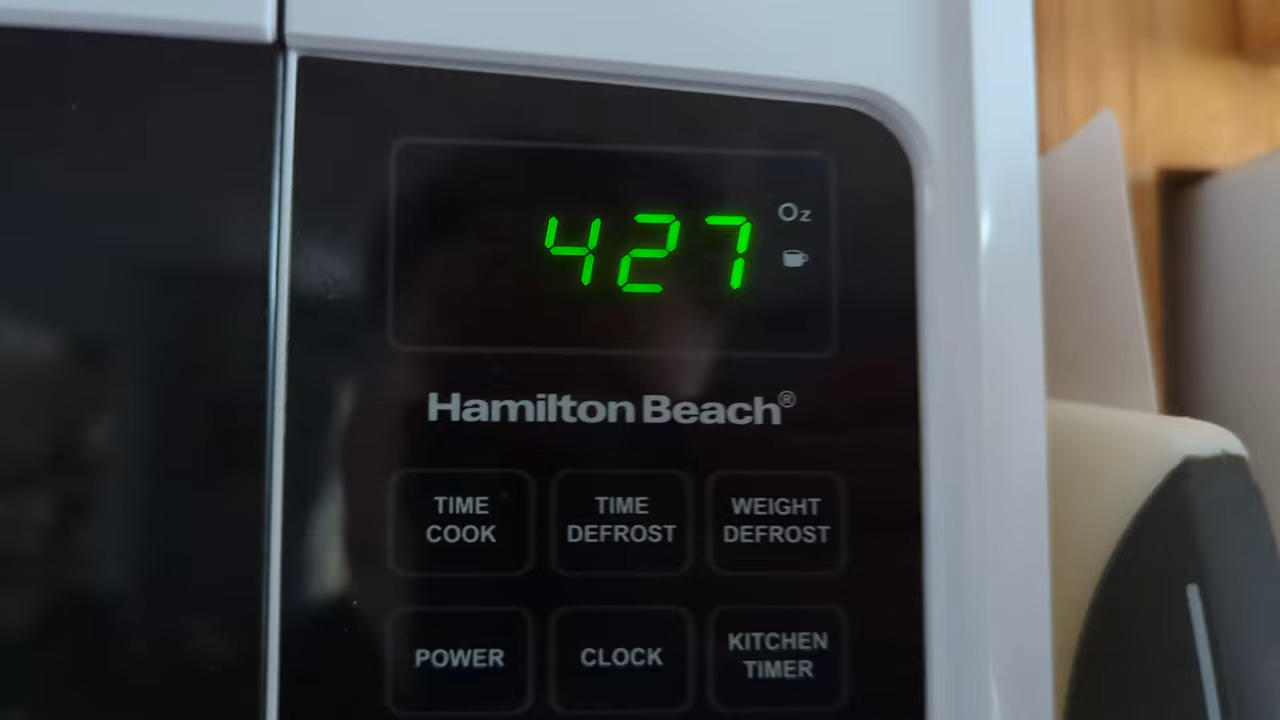 427
Oz
Hamilton Beach®
TIME COOK
TIME DEFROST
WEIGHT DEFROST
POWER
CLOCK
KITCHEN TIMER